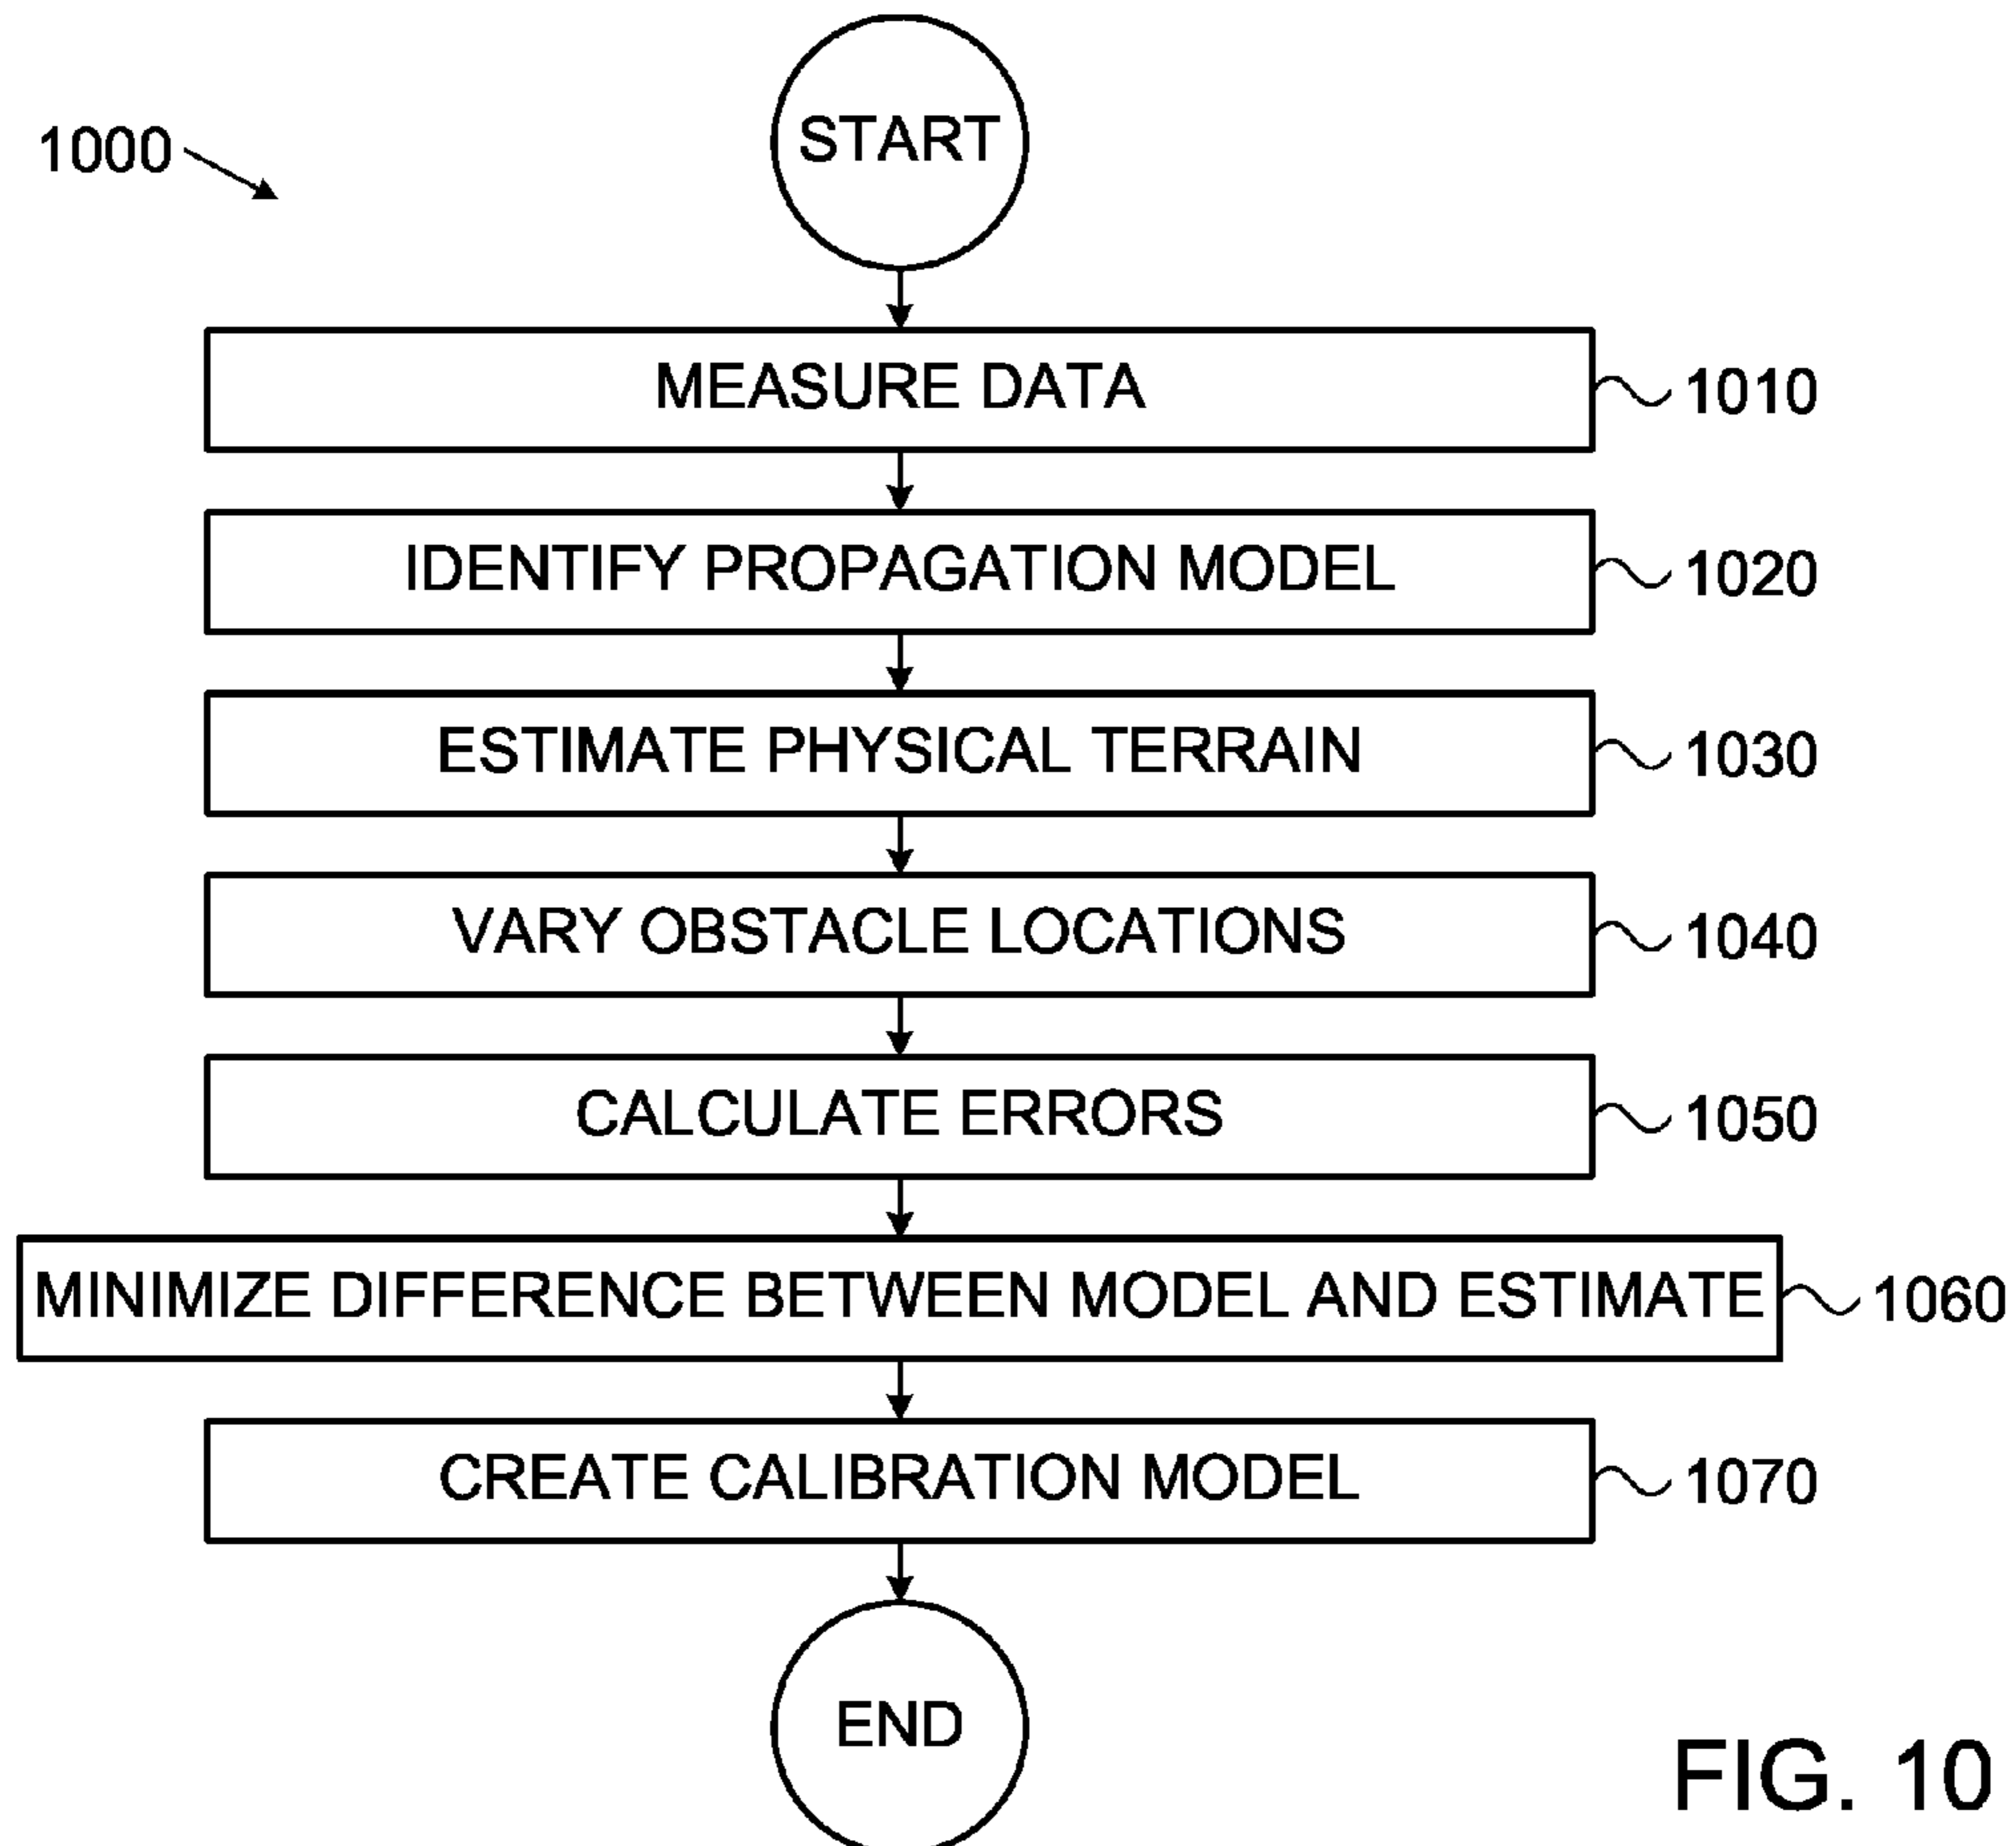 START
1000
MEASURE DATA
1010
IDENTIFY PROPAGATION MODEL
1020
ESTIMATE PHYSICAL TERRAIN
1030
VARY OBSTACLE LOCATIONS
1040
CALCULATE ERRORS
1050
MINIMIZE DIFFERENCE BETWEEN MODEL AND ESTIMATE
1060
CREATE CALIBRATION MODEL
1070
END
FIG. 10